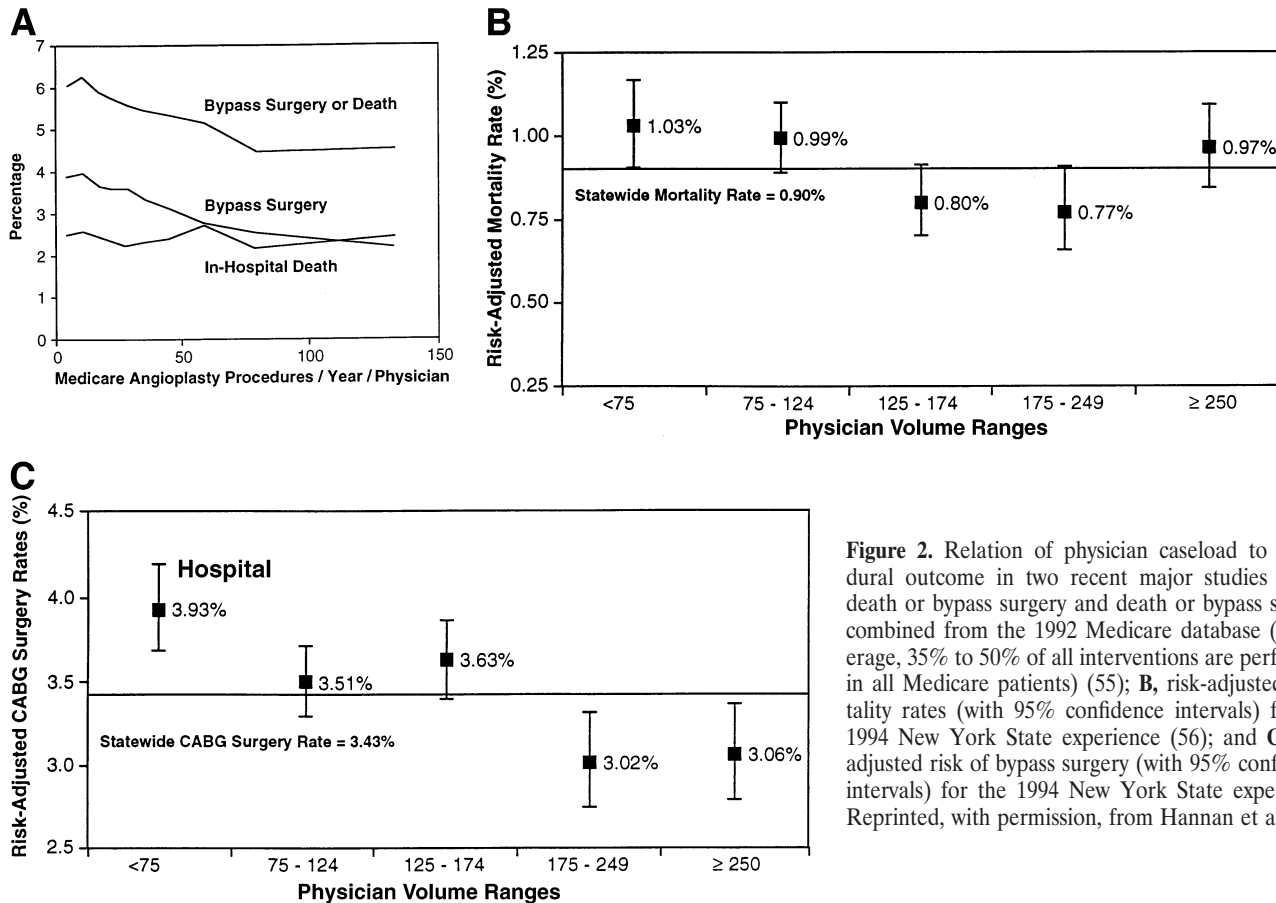 A
7
6
5
4
3
2
1
0
Percentage
Bypass Surgery or Death
Bypass Surgery
In-Hospital Death
0 50 100 150
Medicare Angioplasty Procedures / Year / Physician
B
Risk-Adjusted Mortality Rate (%)
1.25
1.00
0.75
0.50
0.25
1.03%
0.99%
0.80%
0.77%
0.97%
Statewide Mortality Rate = 0.90%
<75 75 - 124 125 - 174 175 - 249 ≥ 250
Physician Volume Ranges
C
Risk-Adjusted CABG Surgery Rates (%)
4.5
4.0
3.5
3.0
2.5
Hospital
3.93%
3.51%
3.63%
3.02%
3.06%
Statewide CABG Surgery Rate = 3.43%
<75 75 - 124 125 - 174 175 - 249 ≥ 250
Physician Volume Ranges
Figure 2. Relation of physician caseload to
dural outcome in two recent major studies
death or bypass surgery and death or bypass s
combined from the 1992 Medicare database (
erage, 35% to 50% of all interventions are perf
in all Medicare patients) (55); B, risk-adjusted
tality rates (with 95% confidence intervals) f
1994 New York State experience (56); and C
adjusted risk of bypass surgery (with 95% conf
intervals) for the 1994 New York State exper
Reprinted, with permission, from Hannan et a